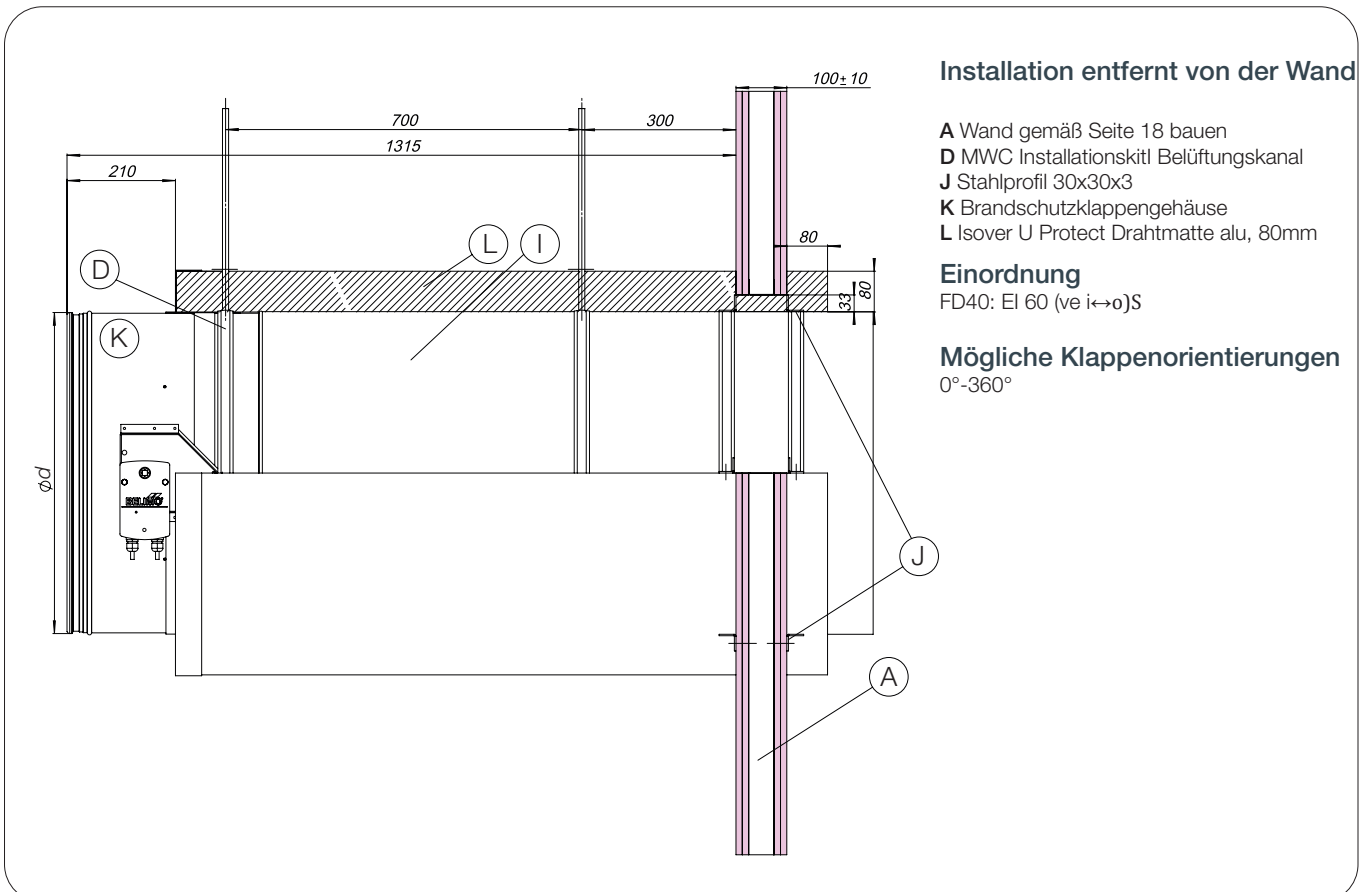 100±10
700
300
1315
210
80
80
33
L
I
D
K
ød
BELIMO
J
A
Installation entfernt von der Wand
A Wand gemäß Seite 18 bauen
D MWC Installationskitl Belüftungskanal
J Stahlprofil 30x30x3
K Brandschutzklappengehäuse
L Isover U Protect Drahtmatte alu, 80mm
Einordnung
FD40: EI 60 (ve i↔o)S
Mögliche Klappenorientierungen
0°-360°